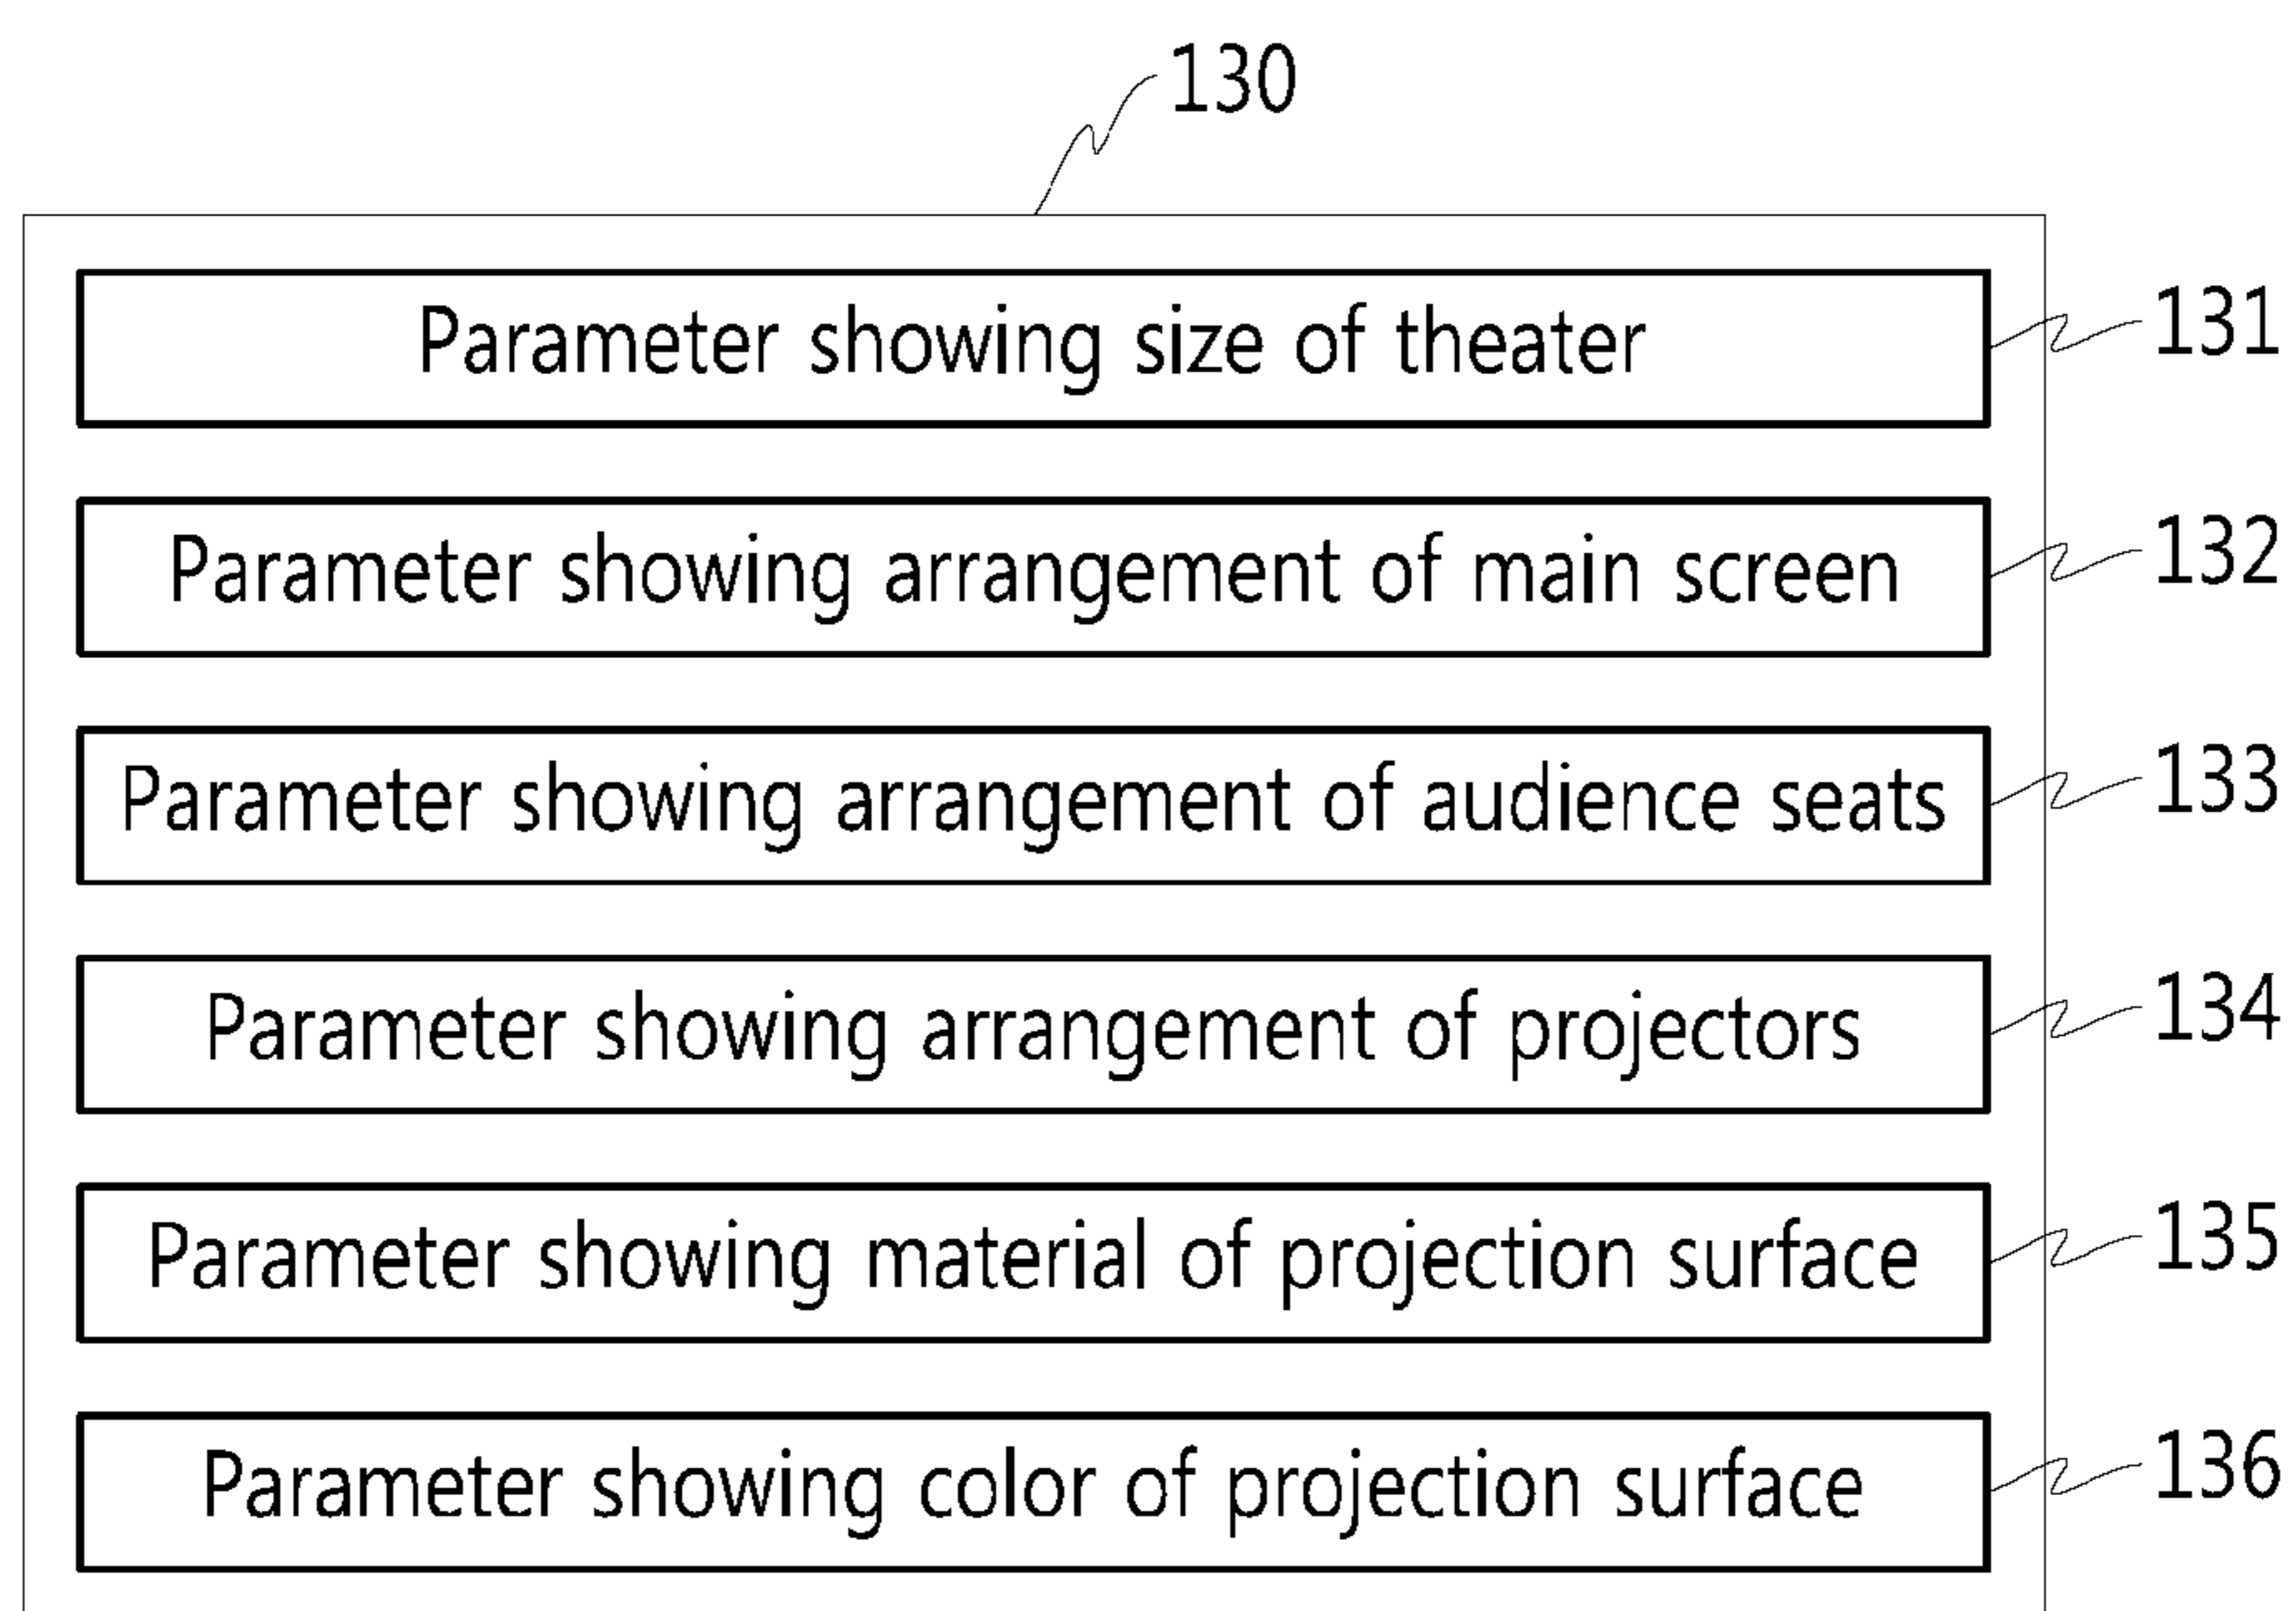 130
Parameter showing size of theater 131
Parameter showing arrangement of main screen 132
Parameter showing arrangement of audience seats 133
Parameter showing arrangement of projectors 134
Parameter showing material of projection surface 135
Parameter showing color of projection surface 136